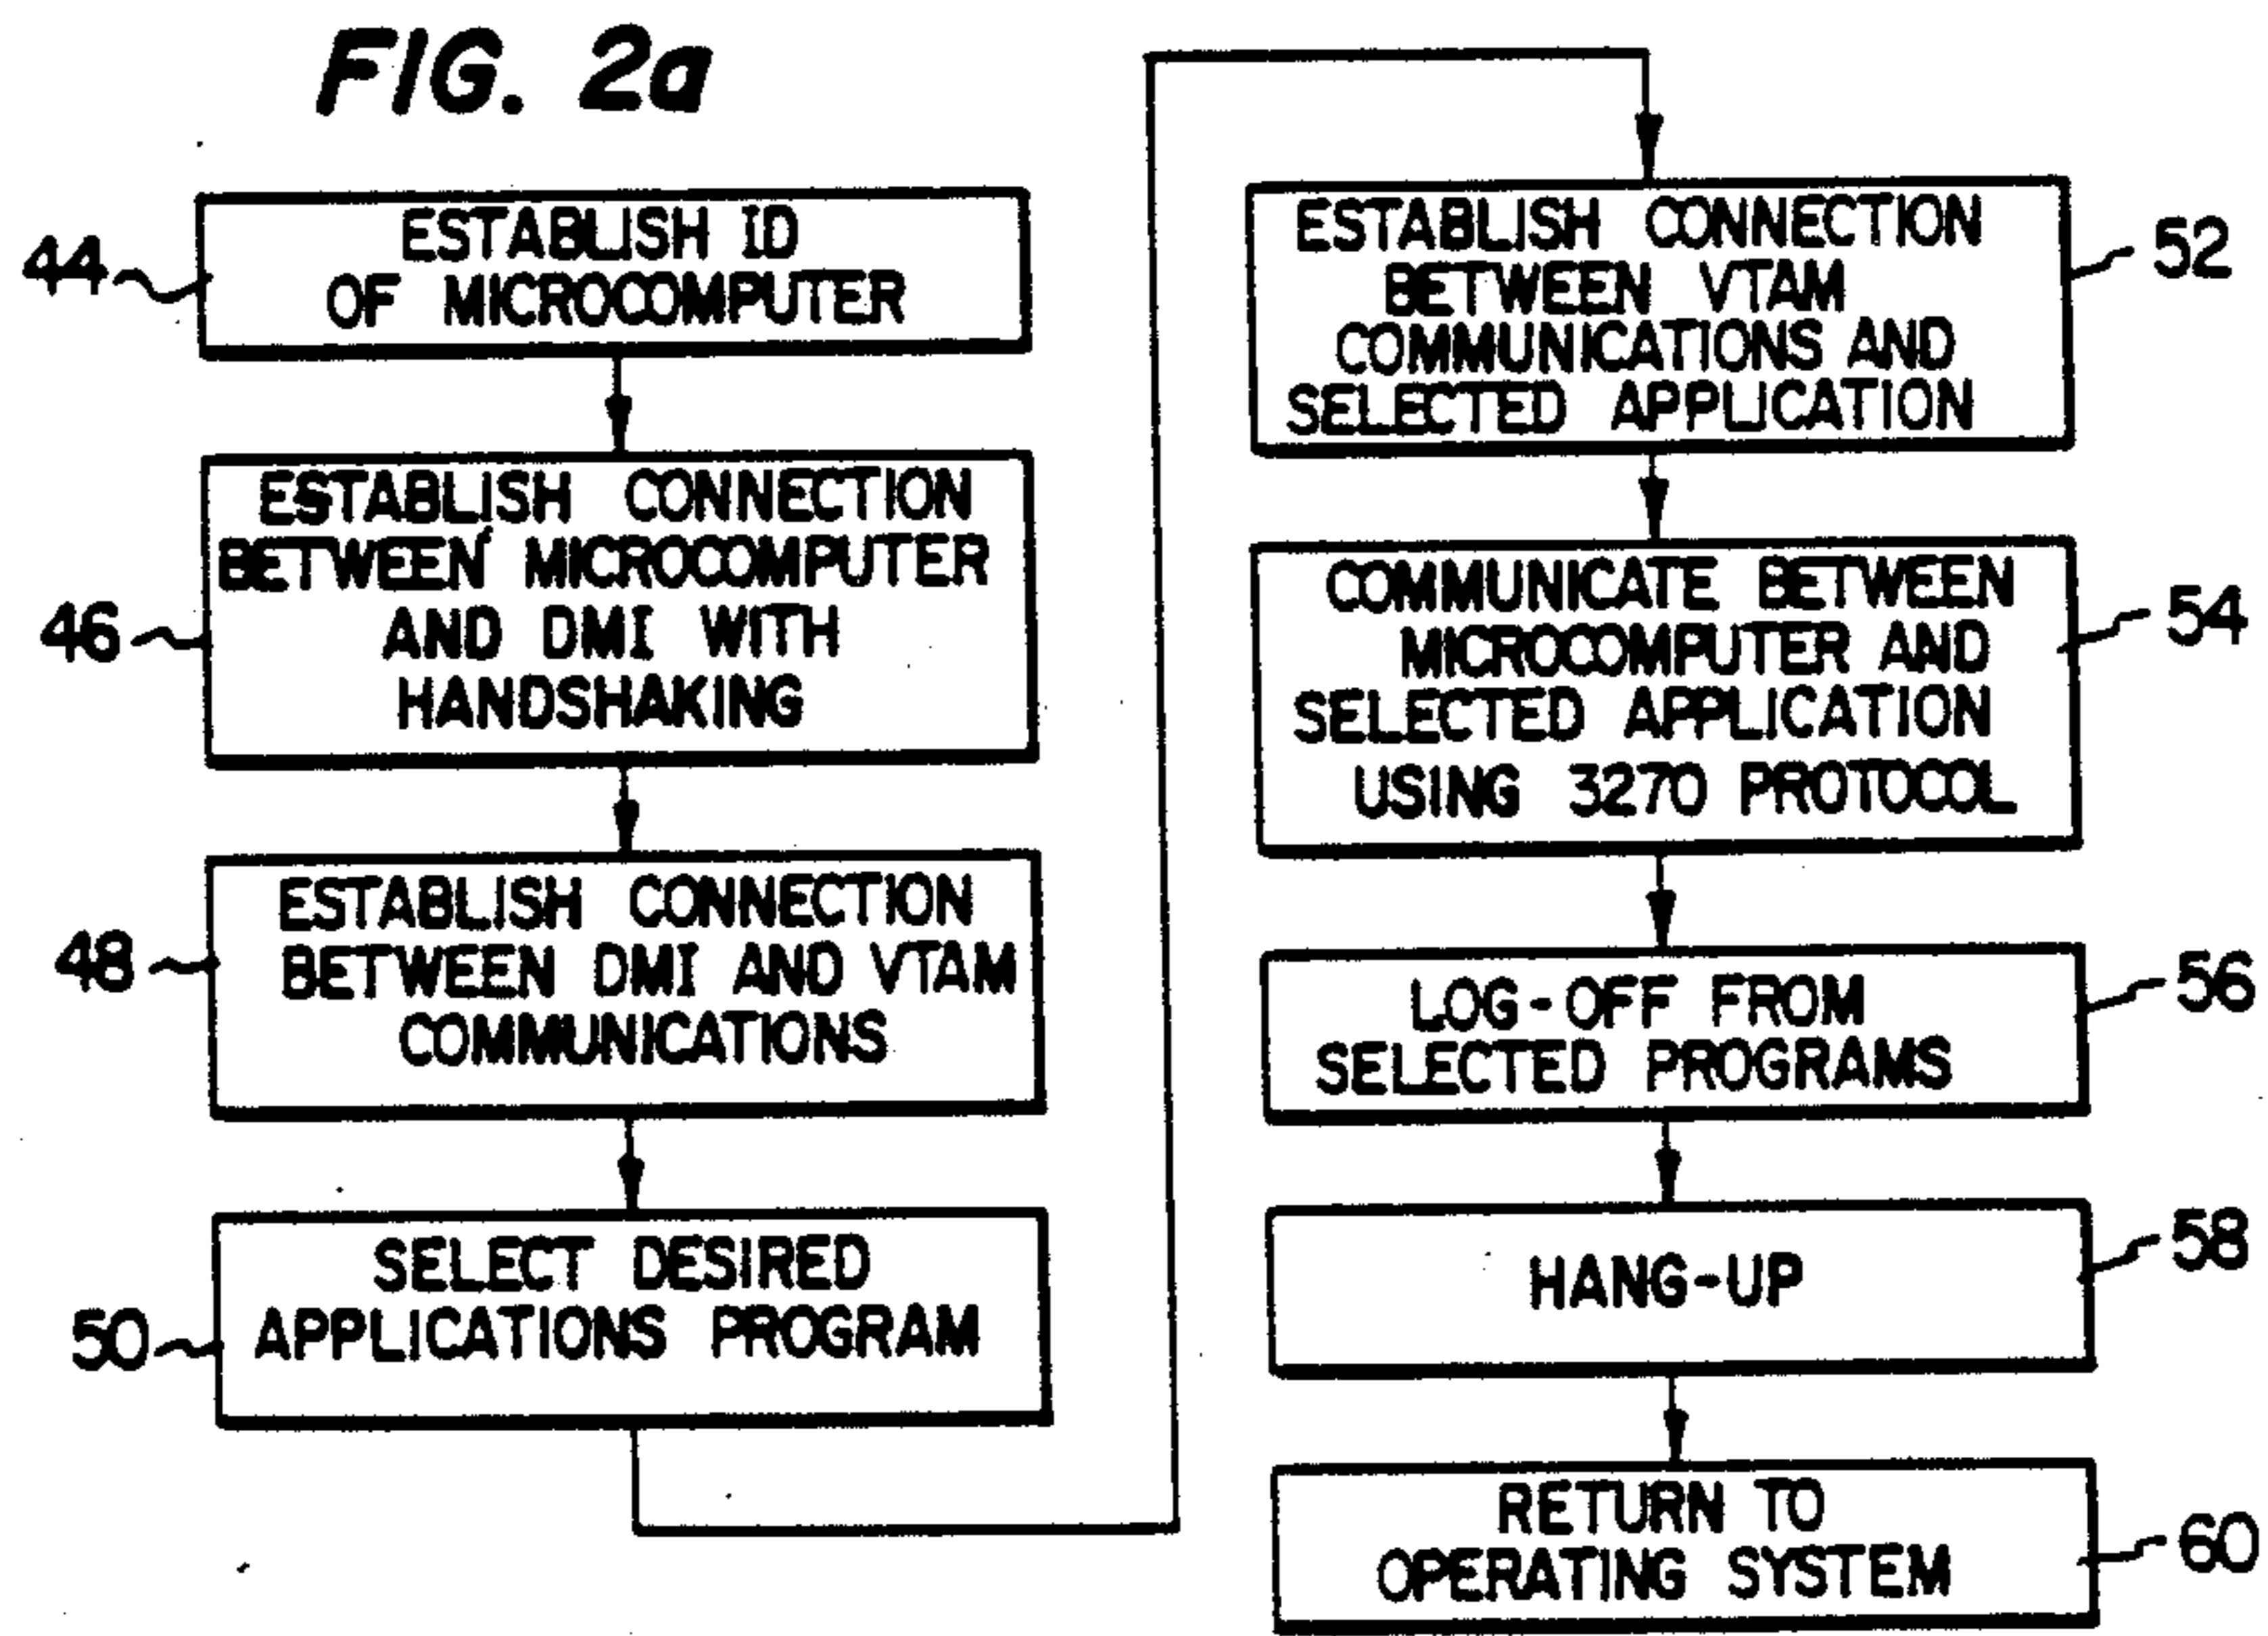 FIG. 2a
44
ESTABLISH ID
OF MICROCOMPUTER
46
ESTABLISH CONNECTION
BETWEEN MICROCOMPUTER
AND DMI WITH
HANDSHAKING
48
ESTABLISH CONNECTION
BETWEEN DMI AND VTAM
COMMUNICATIONS
50
SELECT DESIRED
APPLICATIONS PROGRAM
52
ESTABLISH CONNECTION
BETWEEN VTAM
COMMUNICATIONS AND
SELECTED APPLICATION
54
COMMUNICATE BETWEEN
MICROCOMPUTER AND
SELECTED APPLICATION
USING 3270 PROTOCOL
56
LOG-OFF FROM
SELECTED PROGRAMS
58
HANG-UP
60
RETURN TO
OPERATING SYSTEM